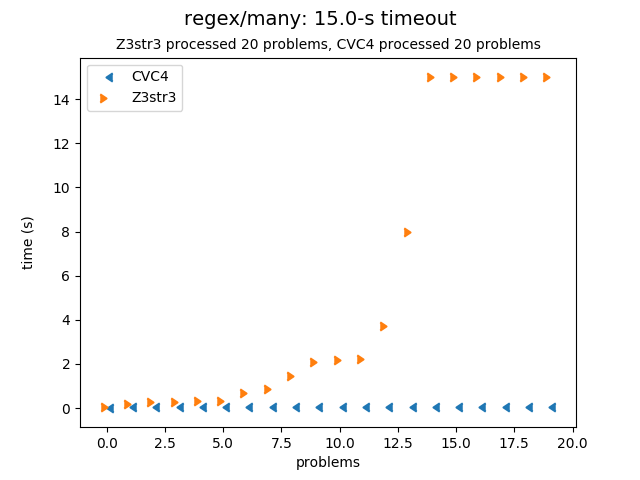 regex/many: 15.0-s timeout
Z3str3 processed 20 problems, CVC4 processed 20 problems
CVC4
Z3str3
14
12
10
8
6
4
2
0
time (s)
0.0 2.5 5.0 7.5 10.0 12.5 15.0 17.5 20.0
problems